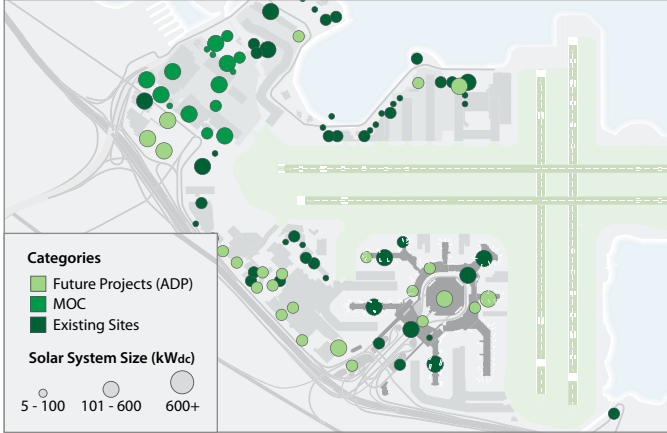 Categories
Future Projects (ADP)
MOC
Existing Sites
Solar System Size (kWdc)
5 - 100 101 - 600 600+